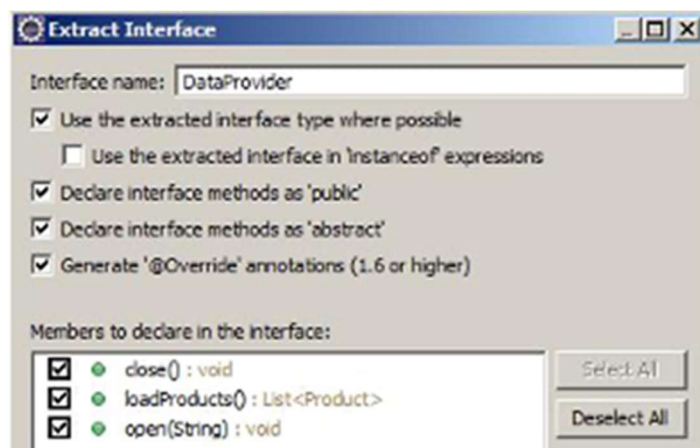 Extract Interface
Interface name: DataProvider
Use the extracted interface type where possible
Use the extracted interface in 'instanceof' expressions
Declare interface methods as 'public'
Declare interface methods as 'abstract'
Generate '@Override' annotations (1.6 or higher)
Members to declare in the interface:
close() : void
loadProducts() : List<Product>
open(String) : void
Select All
Deselect All